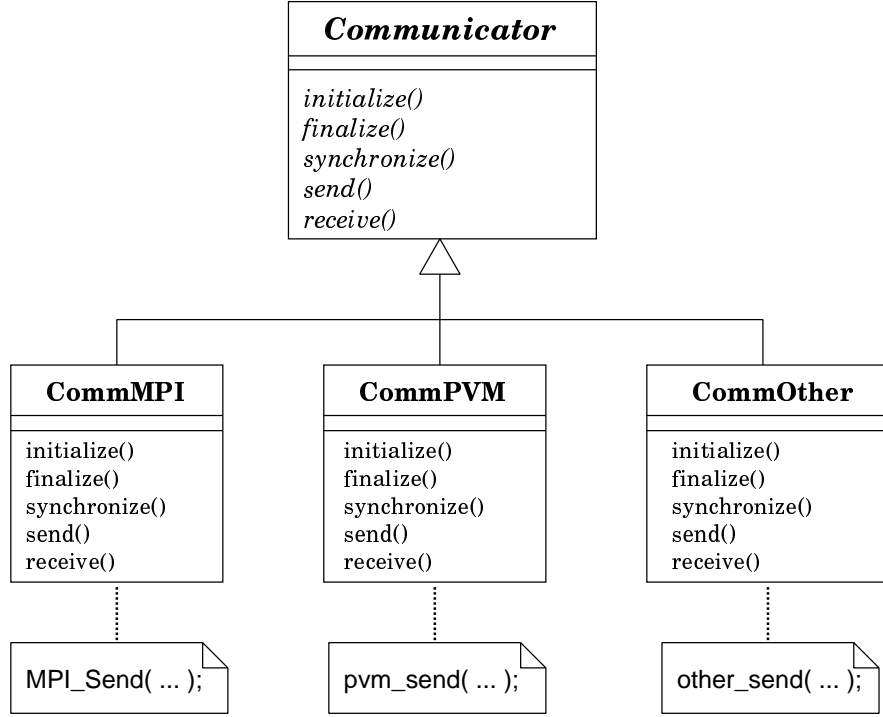 Communicator
initialize()
finalize()
synchronize()
send()
receive()
CommMPI
initialize()
finalize()
synchronize()
send()
receive()
MPI_Send( ... );
CommPVM
initialize()
finalize()
synchronize()
send()
receive()
pvm_send( ... );
CommOther
initialize()
finalize()
synchronize()
send()
receive()
other_send( ... );